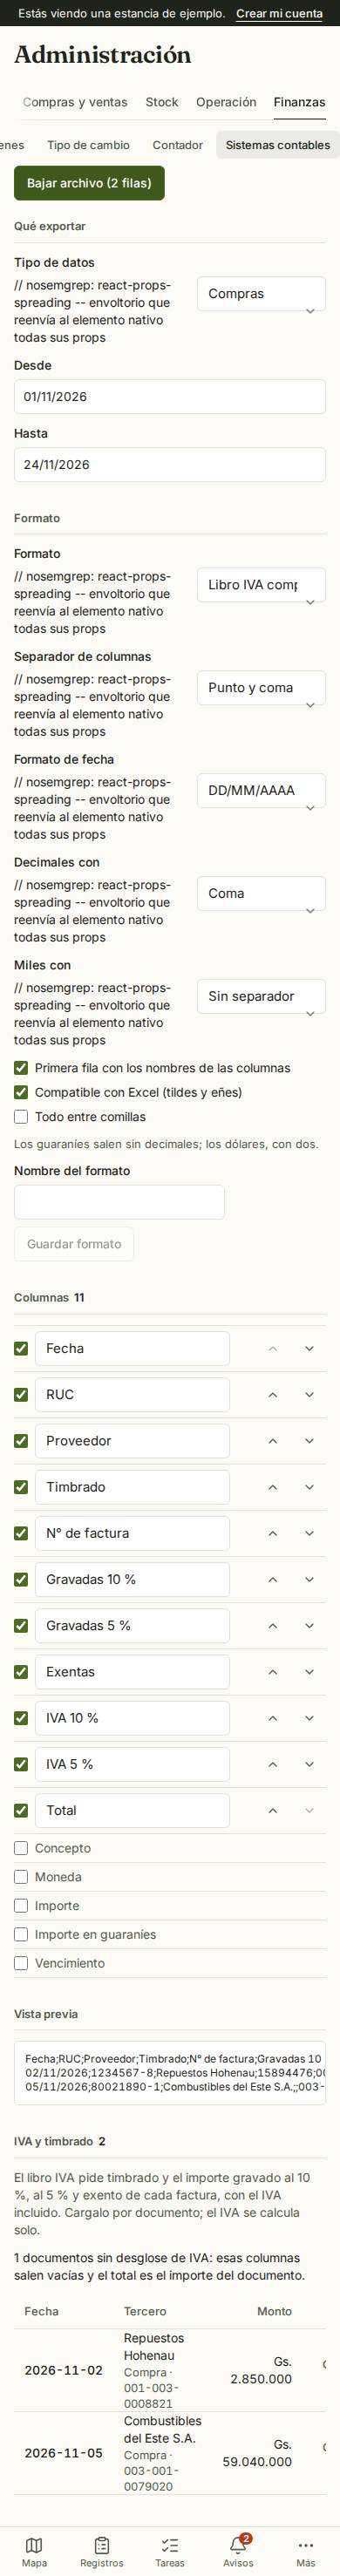 Estás viendo una estancia de ejemplo. Crear mi cuenta
Administración
Compras y ventas Stock Operación Finanzas
enes Tipo de cambio Contador Sistemas contables
Bajar archivo (2 filas)
Qué exportar
Tipo de datos
// nosemgrep: react-props-
spreading -- envoltorio que
reenvía al elemento nativo
todas sus props
Compras
Desde
01/11/2026
Hasta
24/11/2026
Formato
Formato
// nosemgrep: react-props-
spreading -- envoltorio que
reenvía al elemento nativo
todas sus props
Libro IVA comp
Separador de columnas
// nosemgrep: react-props-
spreading -- envoltorio que
reenvía al elemento nativo
todas sus props
Punto y coma
Formato de fecha
// nosemgrep: react-props-
spreading -- envoltorio que
reenvía al elemento nativo
todas sus props
DD/MM/AAAA
Decimales con
// nosemgrep: react-props-
spreading -- envoltorio que
reenvía al elemento nativo
todas sus props
Coma
Miles con
// nosemgrep: react-props-
spreading -- envoltorio que
reenvía al elemento nativo
todas sus props
Sin separador
Primera fila con los nombres de las columnas
Compatible con Excel (tildes y eñes)
Todo entre comillas
Los guaraníes salen sin decimales; los dólares, con dos.
Nombre del formato
Guardar formato
Columnas 11
Fecha
RUC
Proveedor
Timbrado
N° de factura
Gravadas 10 %
Gravadas 5 %
Exentas
IVA 10 %
IVA 5 %
Total
Concepto
Moneda
Importe
Importe en guaraníes
Vencimiento
Vista previa
Fecha;RUC;Proveedor;Timbrado;N° de factura;Gravadas 10
02/11/2026;1234567-8;Repuestos Hohenau;15894476;00
05/11/2026;80021890-1;Combustibles del Este S.A.;;003-
IVA y timbrado 2
El libro IVA pide timbrado y el importe gravado al 10
%, al 5 % y exento de cada factura, con el IVA
incluido. Cargalo por documento; el IVA se calcula
solo.
1 documentos sin desglose de IVA: esas columnas
salen vacías y el total es el importe del documento.
Fecha Tercero Monto
2026-11-02
Repuestos
Hohenau
Compra ·
001-003-
0008821
Gs.
2.850.000
2026-11-05
Combustibles
del Este S.A.
Compra ·
003-001-
0079020
Gs.
59.040.000
2
Mapa Registros Tareas Avisos Más